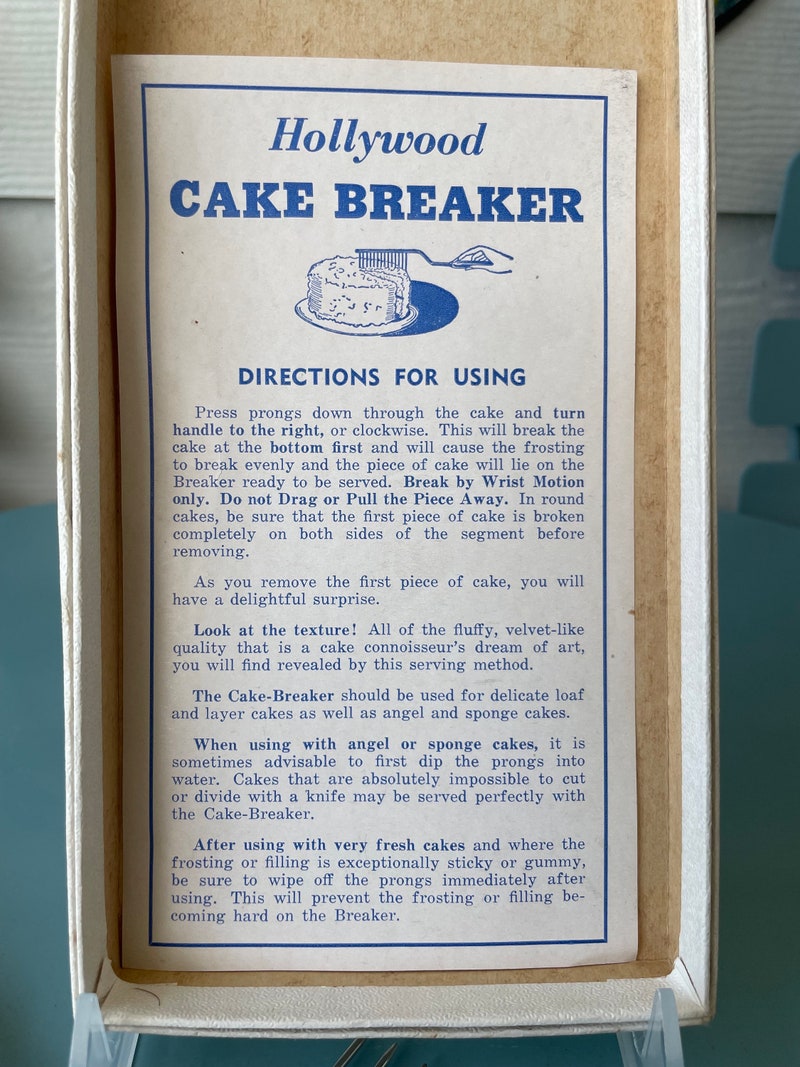 Hollywood
CAKE BREAKER
DIRECTIONS FOR USING
Press prongs down through the cake and turn
handle to the right, or clockwise. This will break the
cake at the bottom first and will cause the frosting
to break evenly and the piece of cake will lie on the
Breaker ready to be served. Break by Wrist Motion
only. Do not Drag or Pull the Piece Away. In round
cakes, be sure that the first piece of cake is broken
completely on both sides of the segment before
removing.
As you remove the first piece of cake, you will
have a delightful surprise.
Look at the texture! All of the fluffy, velvet-like
quality that is a cake connoisseur's dream of art,
you will find revealed by this serving method.
The Cake-Breaker should be used for delicate loaf
and layer cakes as well as angel and sponge cakes.
When using with angel or sponge cakes, it is
sometimes advisable to first dip the prongs into
water. Cakes that are absolutely impossible to cut
or divide with a knife may be served perfectly with
the Cake-Breaker.
After using with very fresh cakes and where the
frosting or filling is exceptionally sticky or gummy,
be sure to wipe off the prongs immediately after
using. This will prevent the frosting or filling be-
coming hard on the Breaker.